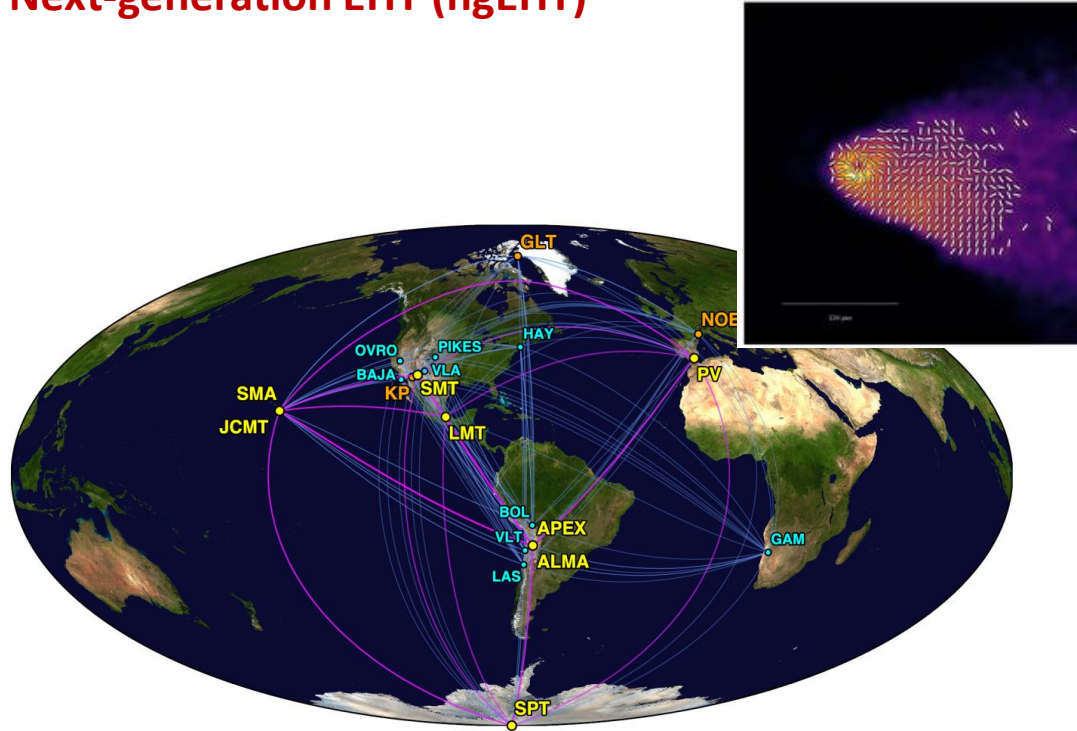 Next-generation EHT (ngEHT)
GLT
NOE
HAY
OVRO
PIKES
PV
BAJA
VLA
SMT
KP
SMA
JCMT
LMT
BOL
APEX
VLT
GAM
ALMA
LAS
SPT